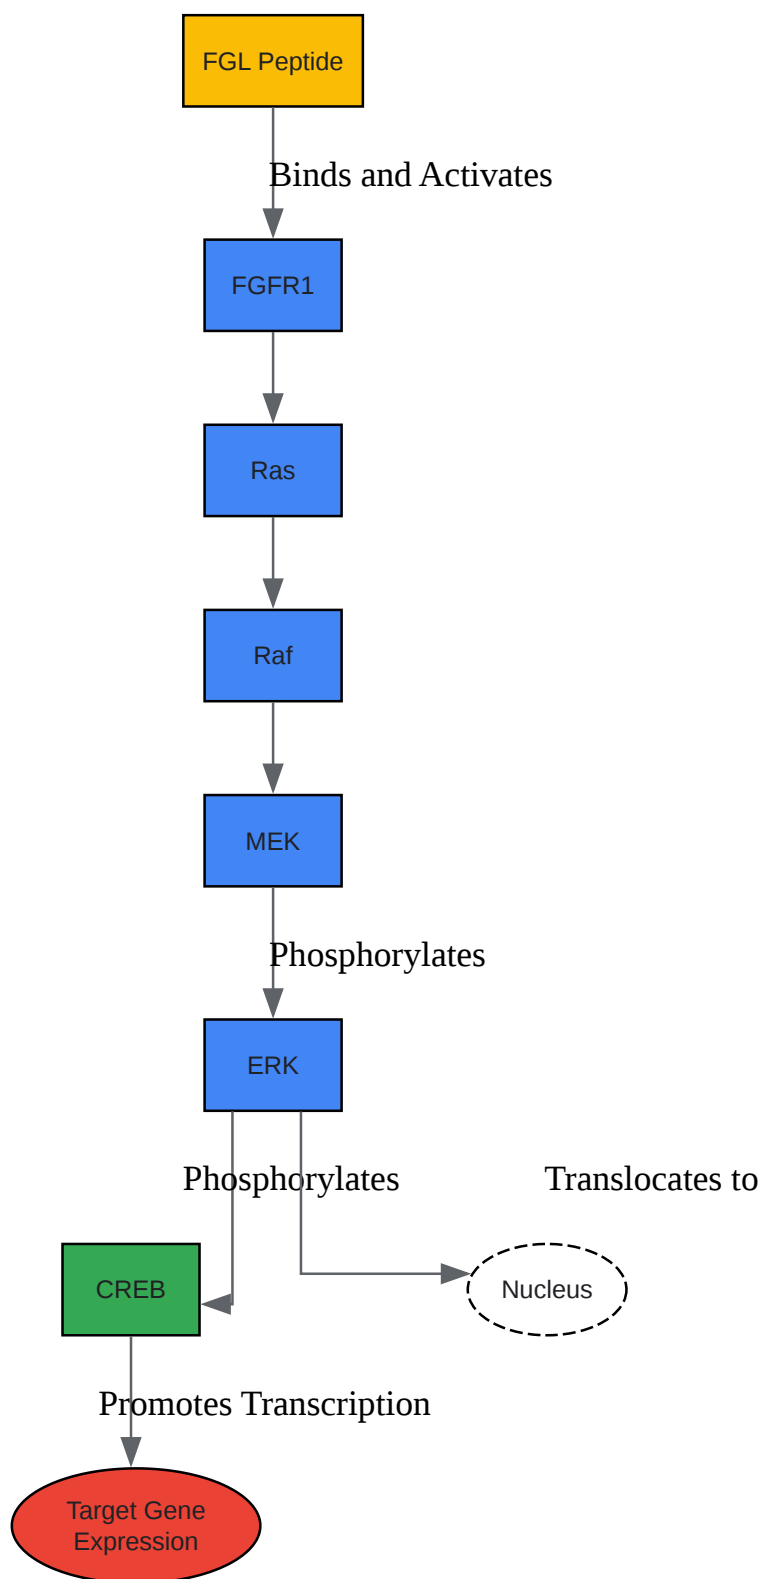 FGL Peptide
Binds and Activates
FGFR1
Ras
Raf
MEK
Phosphorylates
ERK
Phosphorylates
Translocates to
CREB
Nucleus
Promotes Transcription
Target Gene
Expression